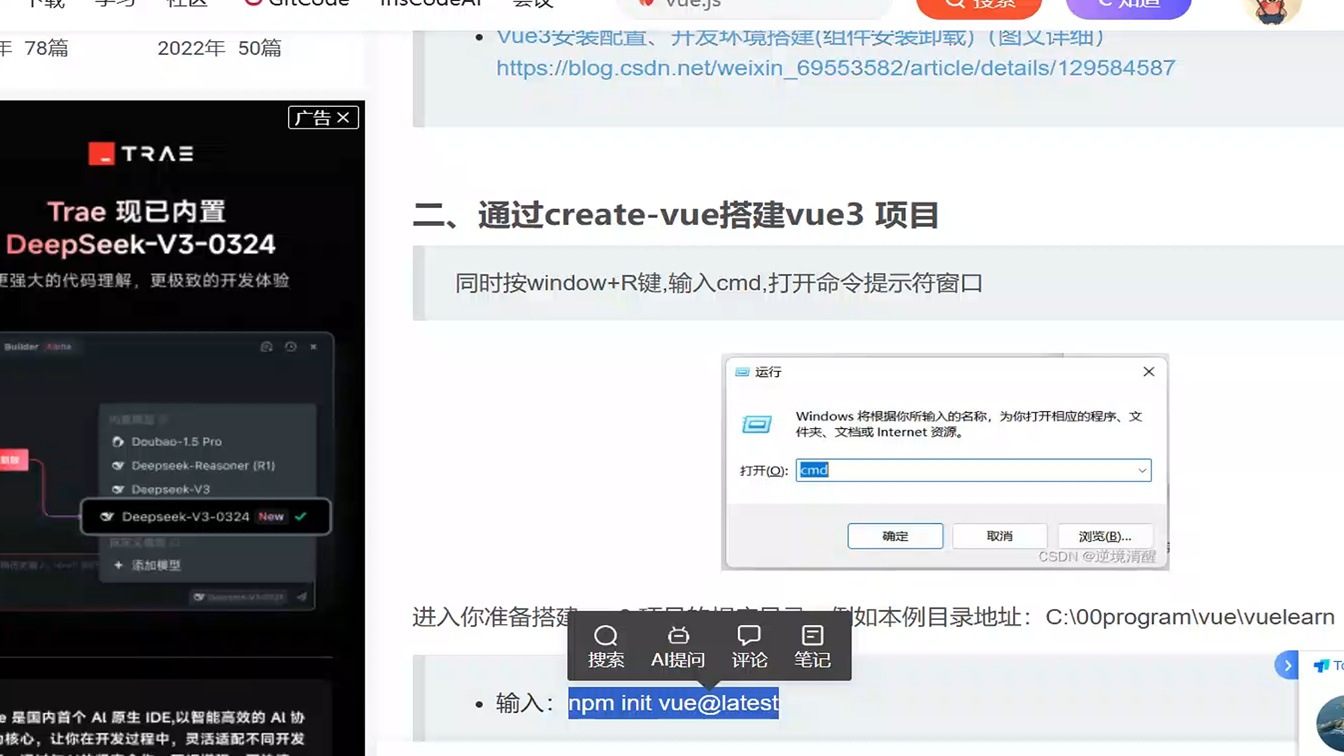 下载 学习 社区 GitCode InsCodeAI 会议 vue.js 搜索 C 知道
年 78篇 2022年 50篇
广告 ×
TRAE
Trae 现已内置
DeepSeek-V3-0324
更强大的代码理解，更极致的开发体验
Builder Alpha
Doubao-1.5 Pro
Deepseek-Reasoner (R1)
Deepseek-V3
Deepseek-V3-0324 New
添加模型
e 是国内首个 AI 原生 IDE,以智能高效的 AI 协
为核心，让你在开发过程中，灵活适配不同开发
Vue3安装配置、开发环境搭建(组件安装卸载)（图文详细）
https://blog.csdn.net/weixin_69553582/article/details/129584587
二、通过create-vue搭建vue3 项目
同时按window+R键,输入cmd,打开命令提示符窗口
运行
Windows 将根据你所输入的名称，为你打开相应的程序、文
件夹、文档或 Internet 资源。
打开(O): cmd
确定 取消 浏览(B)...
CSDN @逆境清醒
进入你准备搭建 例如本例目录地址：C:\00program\vue\vuelearn
搜索 AI提问 评论 笔记
输入：npm init vue@latest
To